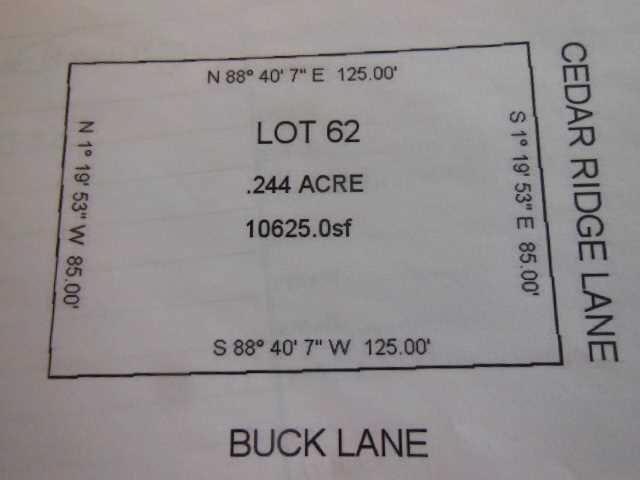 N 88° 40' 7" E 125.00'
LOT 62
.244 ACRE
10625.0sf
N 1° 19' 53" W 85.00'
S 1° 19' 53" E 85.00'
CEDAR RIDGE LANE
S 88° 40' 7" W 125.00'
BUCK LANE